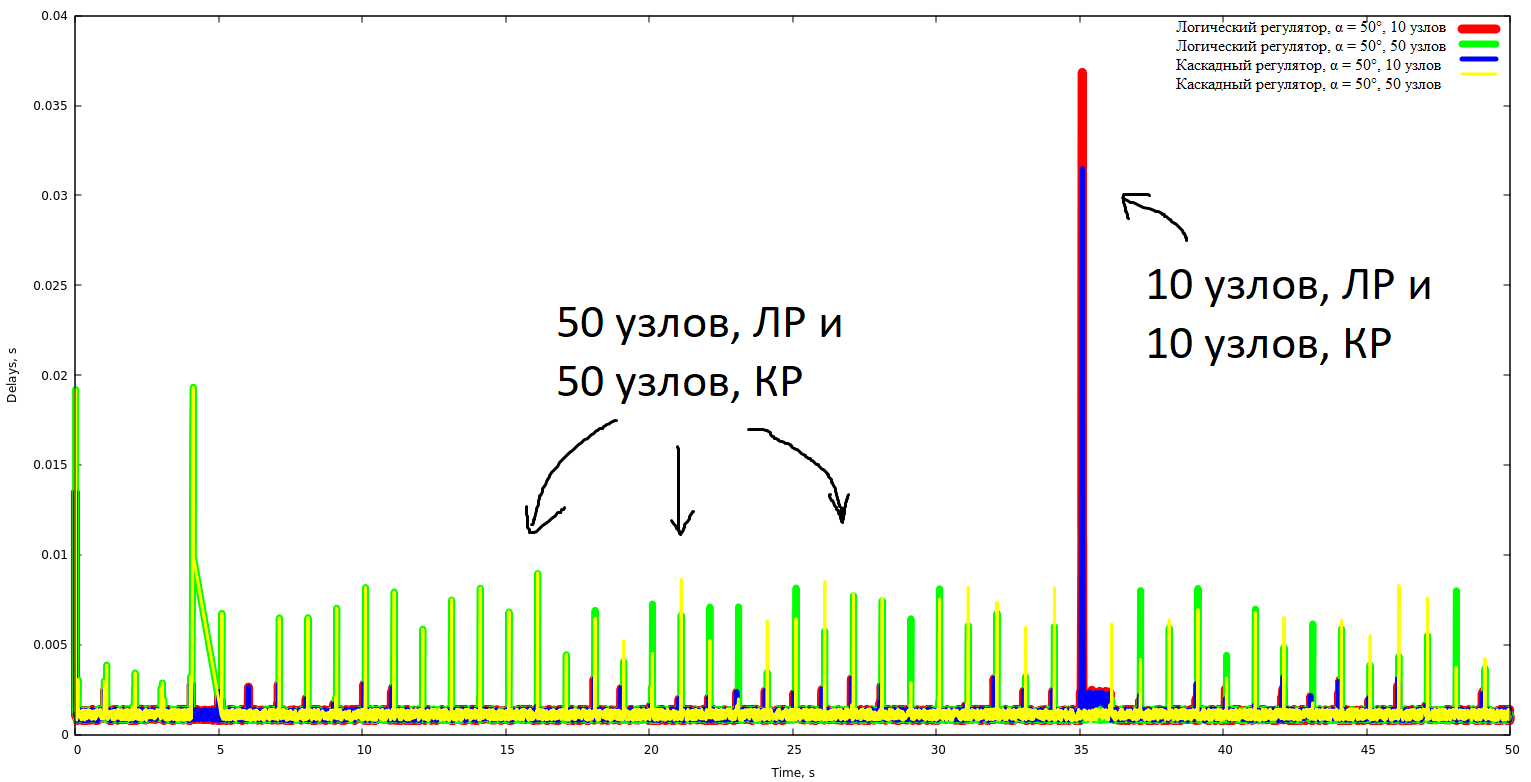 0.04
0.035
0.03
0.025
0.02
0.015
0.01
0.005
0
Delays, s
Логический регулятор, α = 50°, 10 узлов
Логический регулятор, α = 50°, 50 узлов
Каскадный регулятор, α = 50°, 10 узлов
Каскадный регулятор, α = 50°, 50 узлов
10 узлов, ЛР и
10 узлов, КР
50 узлов, ЛР и
50 узлов, КР
0 5 10 15 20 25 30 35 40 45 50
Time, s